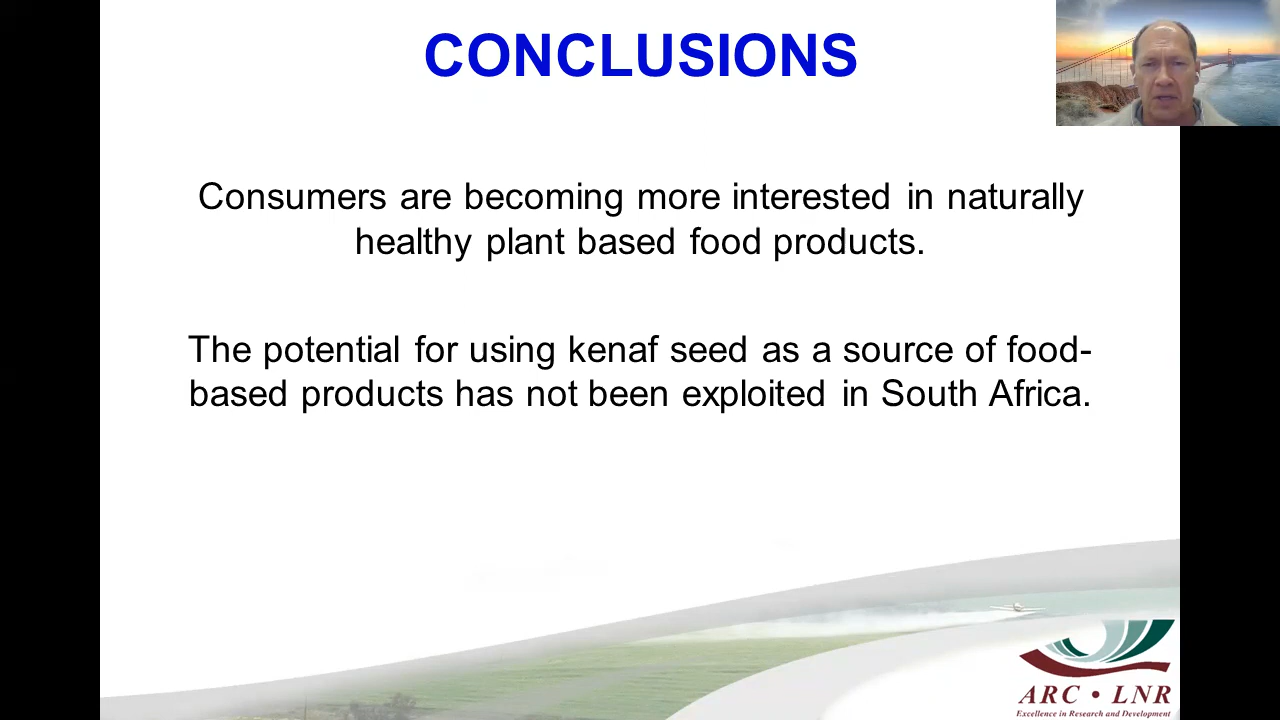 CONCLUSIONS
Consumers are becoming more interested in naturally
healthy plant based food products.
The potential for using kenaf seed as a source of food-
based products has not been exploited in South Africa.
ARC • LNR
Excellence in Research and Development